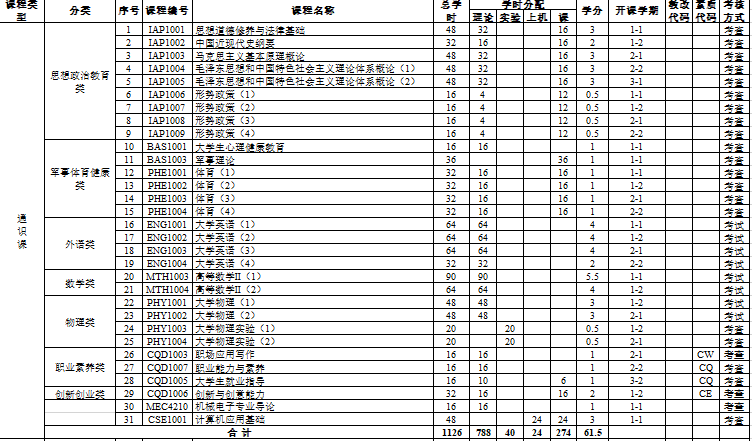 课程类型 分类 序号 课程编号 课程名称 总学时 学时分配 学分 开课学期 教改代码 素质代码 考核方式
理论 实验 上机 课
通识课
思想政治教育类
1 IAP1001 思想道德修养与法律基础 48 32 16 3 1-1 考查
2 IAP1002 中国近现代史纲要 32 16 16 2 1-2 考查
3 IAP1003 马克思主义基本原理概论 48 32 16 3 2-1 考查
4 IAP1004 毛泽东思想和中国特色社会主义理论体系概论（1） 48 32 16 3 2-2 考查
5 IAP1005 毛泽东思想和中国特色社会主义理论体系概论（2） 48 32 16 3 3-1 考查
6 IAP1006 形势政策（1） 16 4 12 0.5 1-1 考查
7 IAP1007 形势政策（2） 16 4 12 0.5 1-2 考查
8 IAP1008 形势政策（3） 16 4 12 0.5 2-1 考查
9 IAP1009 形势政策（4） 16 4 12 0.5 2-2 考查
军事体育健康类
10 BAS1001 大学生心理健康教育 16 16 1 1-1 考查
11 BAS1003 军事理论 36 36 1 1-1 考查
12 PHE1001 体育（1） 32 16 16 1 1-1 考查
13 PHE1002 体育（2） 32 16 16 1 1-2 考查
14 PHE1003 体育（3） 32 16 16 1 2-1 考查
15 PHE1004 体育（4） 32 16 16 1 2-2 考查
外语类
16 ENG1001 大学英语（1） 64 64 4 1-1 考试
17 ENG1002 大学英语（2） 64 64 4 1-2 考试
18 ENG1003 大学英语（3） 64 64 4 2-1 考试
19 ENG1004 大学英语（4） 32 32 2 2-2 考试
数学类
20 MTH1003 高等数学II（1） 90 90 5.5 1-1 考试
21 MTH1004 高等数学II（2） 64 64 4 1-2 考试
物理类
22 PHY1001 大学物理（1） 48 48 3 1-2 考试
23 PHY1002 大学物理（2） 48 48 3 2-1 考试
24 PHY1003 大学物理实验（1） 20 20 0.5 1-2 考查
25 PHY1004 大学物理实验（2） 20 20 0.5 2-1 考查
职业素养类
26 CQD1003 职场应用写作 16 16 1 2-1 CW 考查
27 CQD1007 职业能力与素养 16 16 1 2-2 CQ 考查
28 CQD1005 大学生就业指导 16 10 6 1 3-2 CQ 考查
创新创业类
29 CQD1006 创新与创意能力 32 16 16 2 1-2 CE 考查
30 MEC4210 机械电子专业导论 16 16 1 1-1 考查
31 CSE1001 计算机应用基础 48 24 24 3 1-1 考查
合计 1126 788 40 24 274 61.5